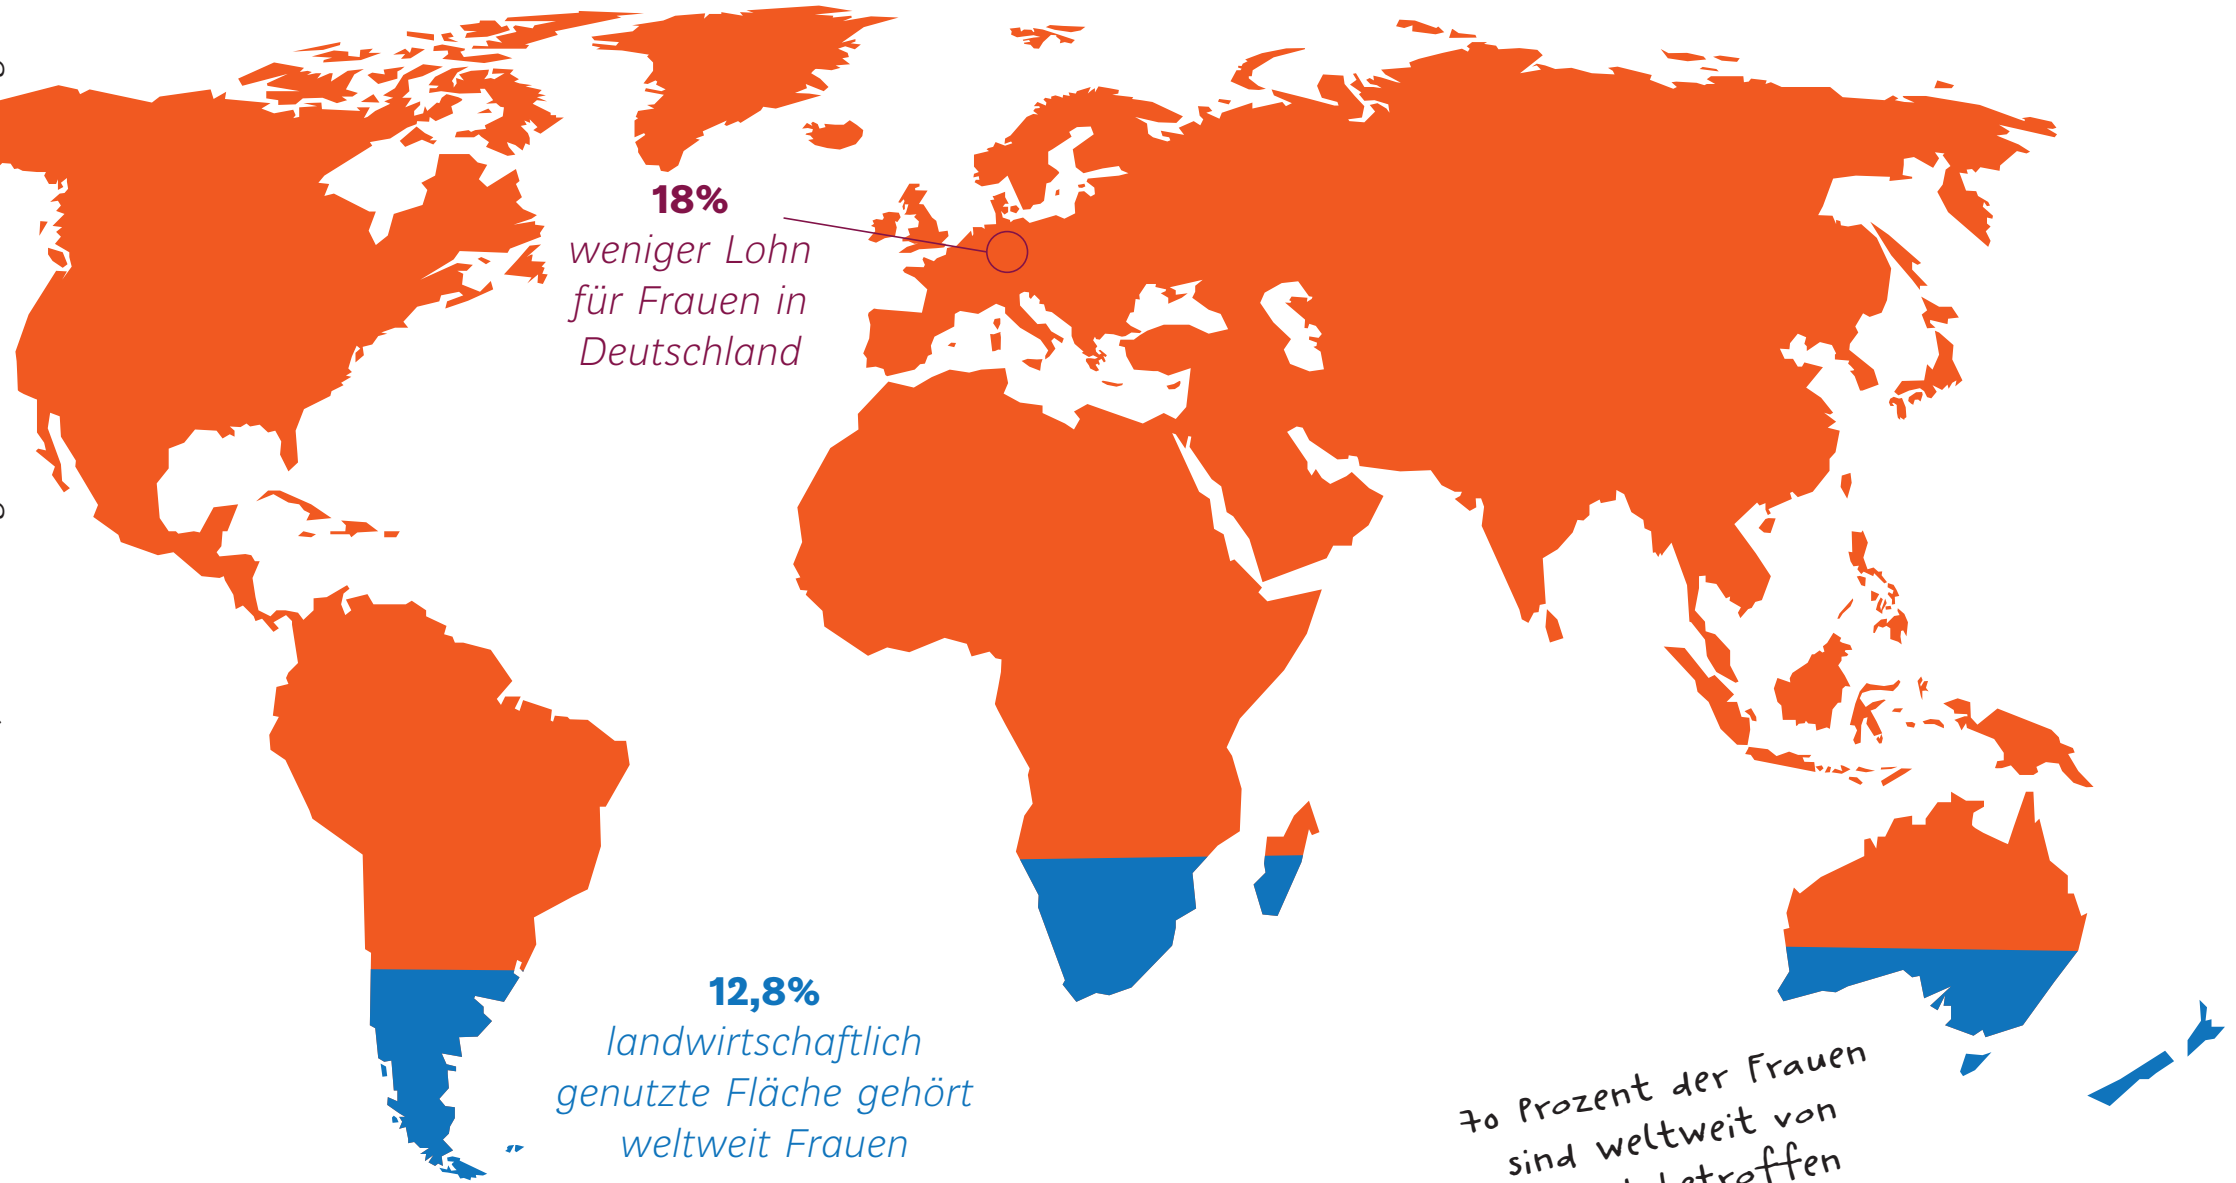 18%
weniger Lohn
für Frauen in
Deutschland
12,8%
landwirtschaftlich
genutzte Fläche gehört
weltweit Frauen
70 Prozent der Frauen
sind weltweit von
betroffen